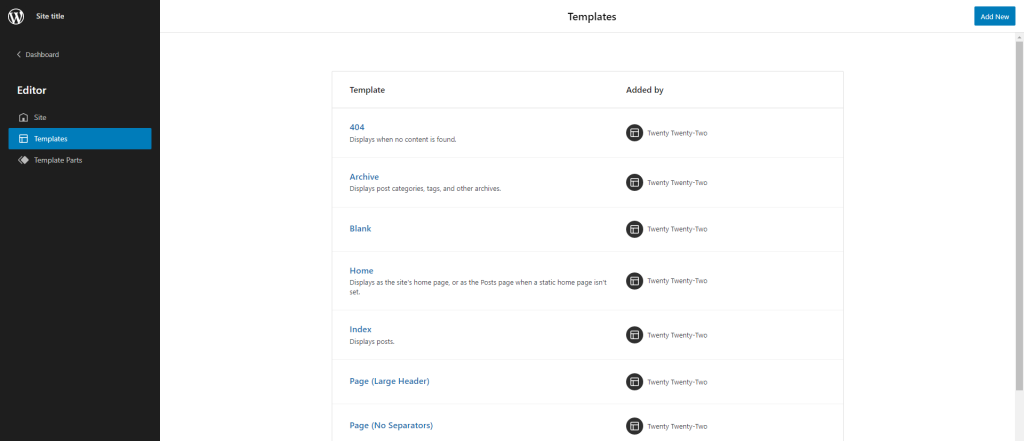 Site title
Templates
Add New
Dashboard
Editor
Site
Templates
Template Parts
Template
Added by
404
Displays when no content is found.
Twenty Twenty-Two
Archive
Displays post categories, tags, and other archives.
Twenty Twenty-Two
Blank
Twenty Twenty-Two
Home
Displays as the site's home page, or as the Posts page when a static home page isn't
set.
Twenty Twenty-Two
Index
Displays posts.
Twenty Twenty-Two
Page (Large Header)
Twenty Twenty-Two
Page (No Separators)
Twenty Twenty-Two